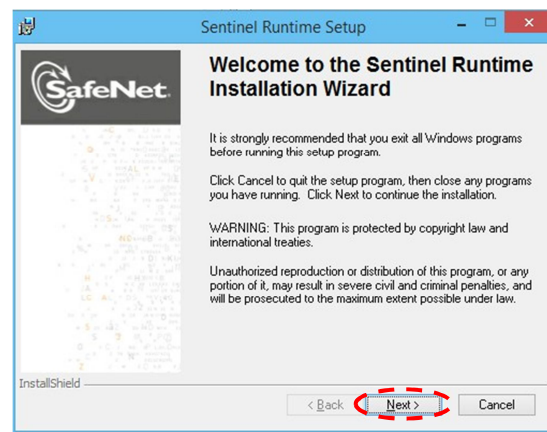 Sentinel Runtime Setup
SafeNet.
Welcome to the Sentinel Runtime
Installation Wizard
It is strongly recommended that you exit all Windows programs
before running this setup program.
Click Cancel to quit the setup program, then close any programs
you have running. Click Next to continue the installation.
WARNING: This program is protected by copyright law and
international treaties.
Unauthorized reproduction or distribution of this program, or any
portion of it, may result in severe civil and criminal penalties, and
will be prosecuted to the maximum extent possible under law.
InstallShield
< Back Next > Cancel